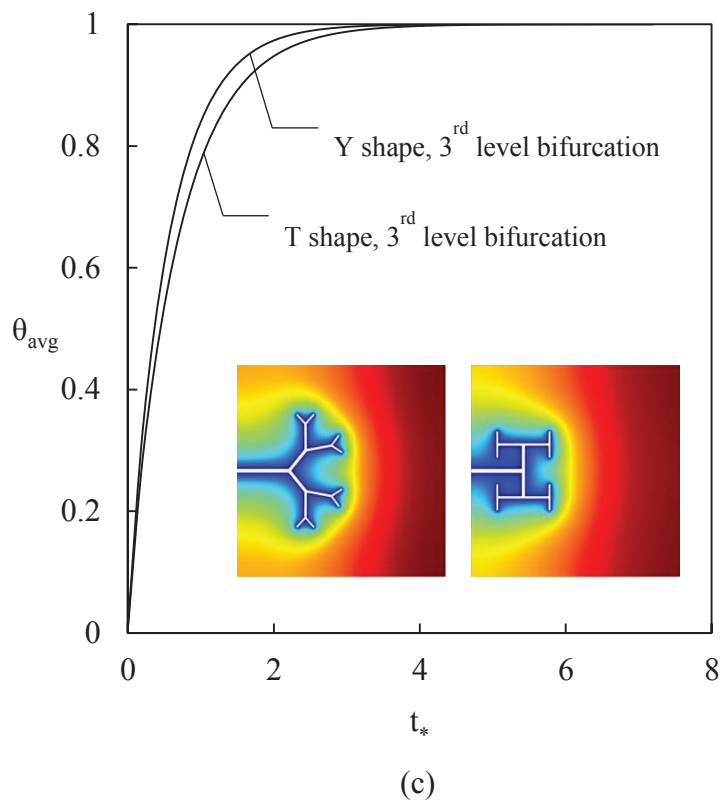 1
0.8
0.6
0.4
0.2
0
θavg
Y shape, 3rd level bifurcation
T shape, 3rd level bifurcation
0 2 4 6 8
t*
(c)